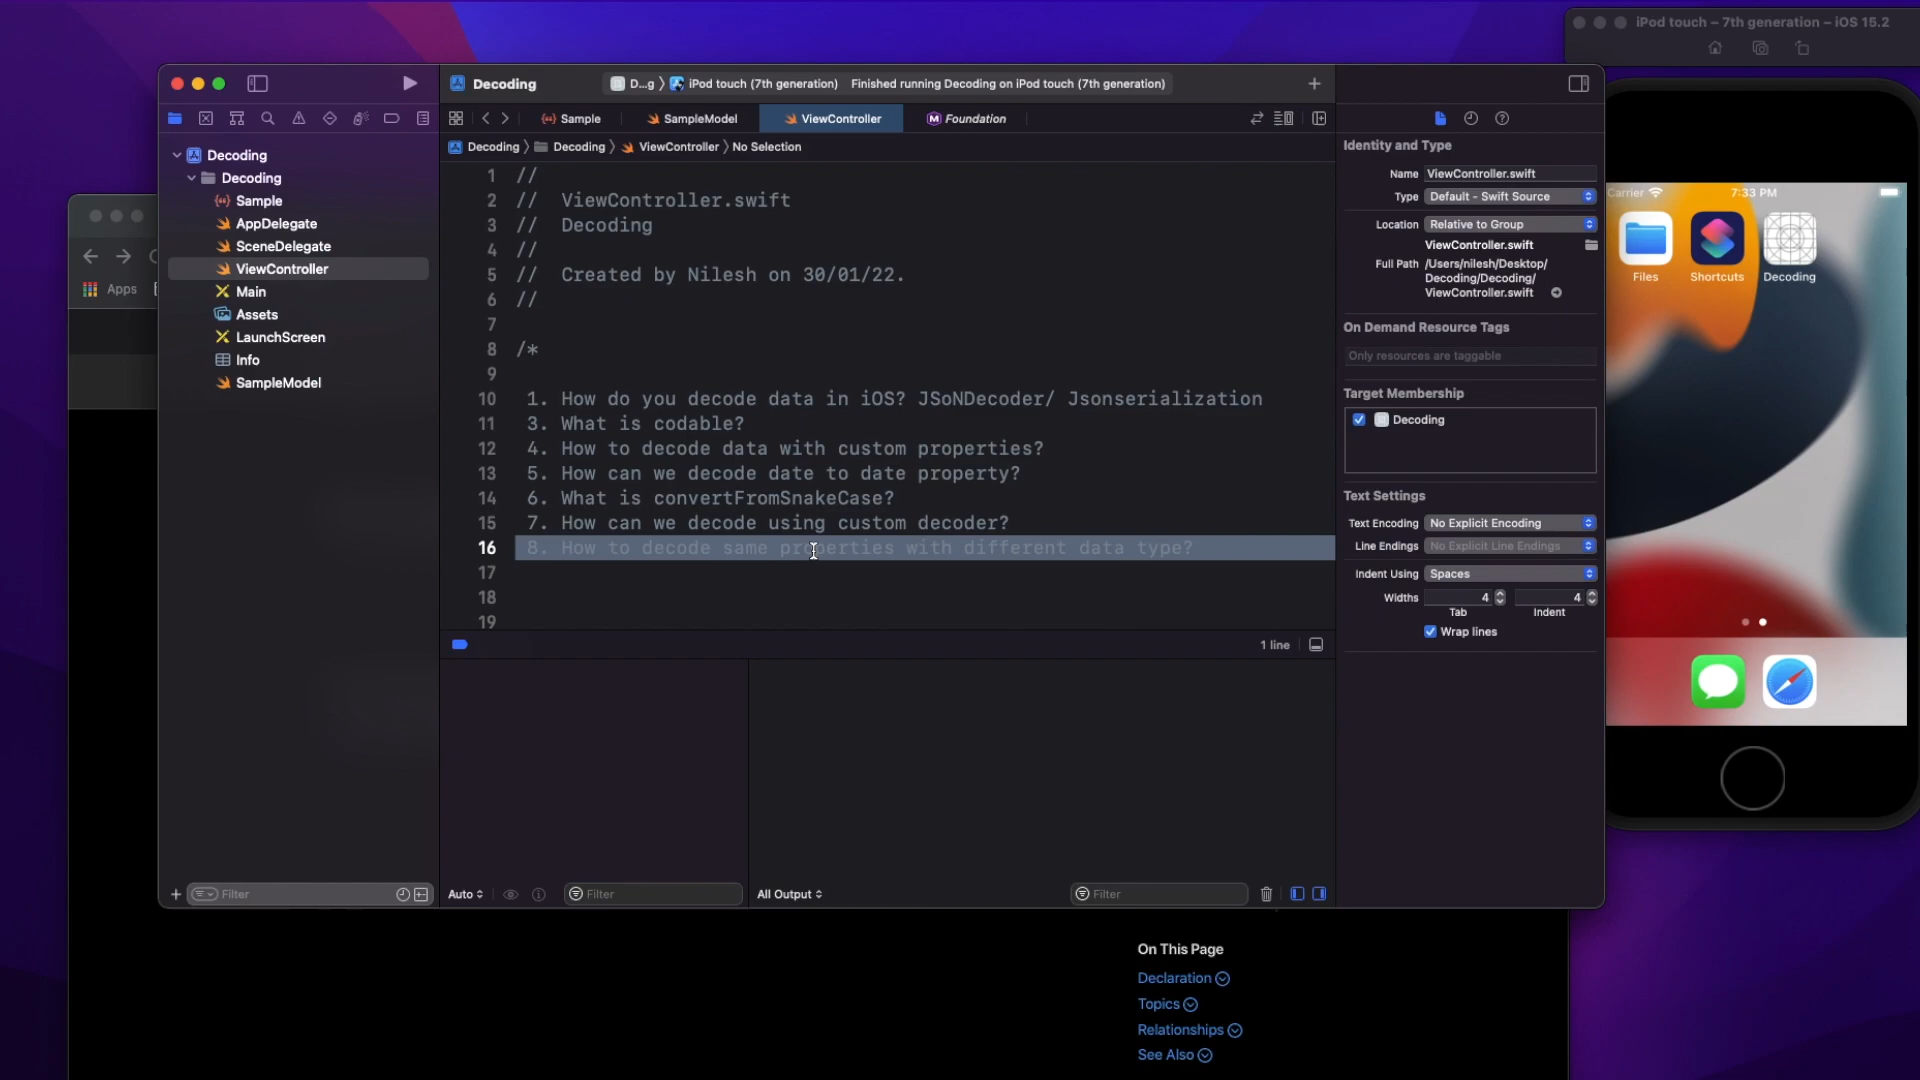 iPod touch – 7th generation – iOS 15.2
Decoding
D...g 〉 iPod touch (7th generation)
Finished running Decoding on iPod touch (7th generation)
Sample
SampleModel
ViewController
Foundation
Decoding 〉 Decoding 〉 ViewController 〉 No Selection
Decoding
Decoding
Sample
AppDelegate
SceneDelegate
ViewController
Main
Assets
LaunchScreen
Info
SampleModel
Apps
1 //
2 //  ViewController.swift
3 //  Decoding
4 //
5 //  Created by Nilesh on 30/01/22.
6 //
7
8 /*
9
10 1. How do you decode data in iOS? JSoNDecoder/ Jsonserialization
11 3. What is codable?
12 4. How to decode data with custom properties?
13 5. How can we decode date to date property?
14 6. What is convertFromSnakeCase?
15 7. How can we decode using custom decoder?
16 8. How to decode same properties with different data type?
17
18
19
1 line
Filter
Auto
Filter
All Output
Filter
Identity and Type
Name ViewController.swift
Type Default - Swift Source
Location Relative to Group
ViewController.swift
Full Path /Users/nilesh/Desktop/
Decoding/Decoding/
ViewController.swift
On Demand Resource Tags
Only resources are taggable
Target Membership
Decoding
Text Settings
Text Encoding No Explicit Encoding
Line Endings No Explicit Line Endings
Indent Using Spaces
Widths 4 4
Tab Indent
Wrap lines
Carrier 7:33 PM
Files Shortcuts Decoding
On This Page
Declaration
Topics
Relationships
See Also